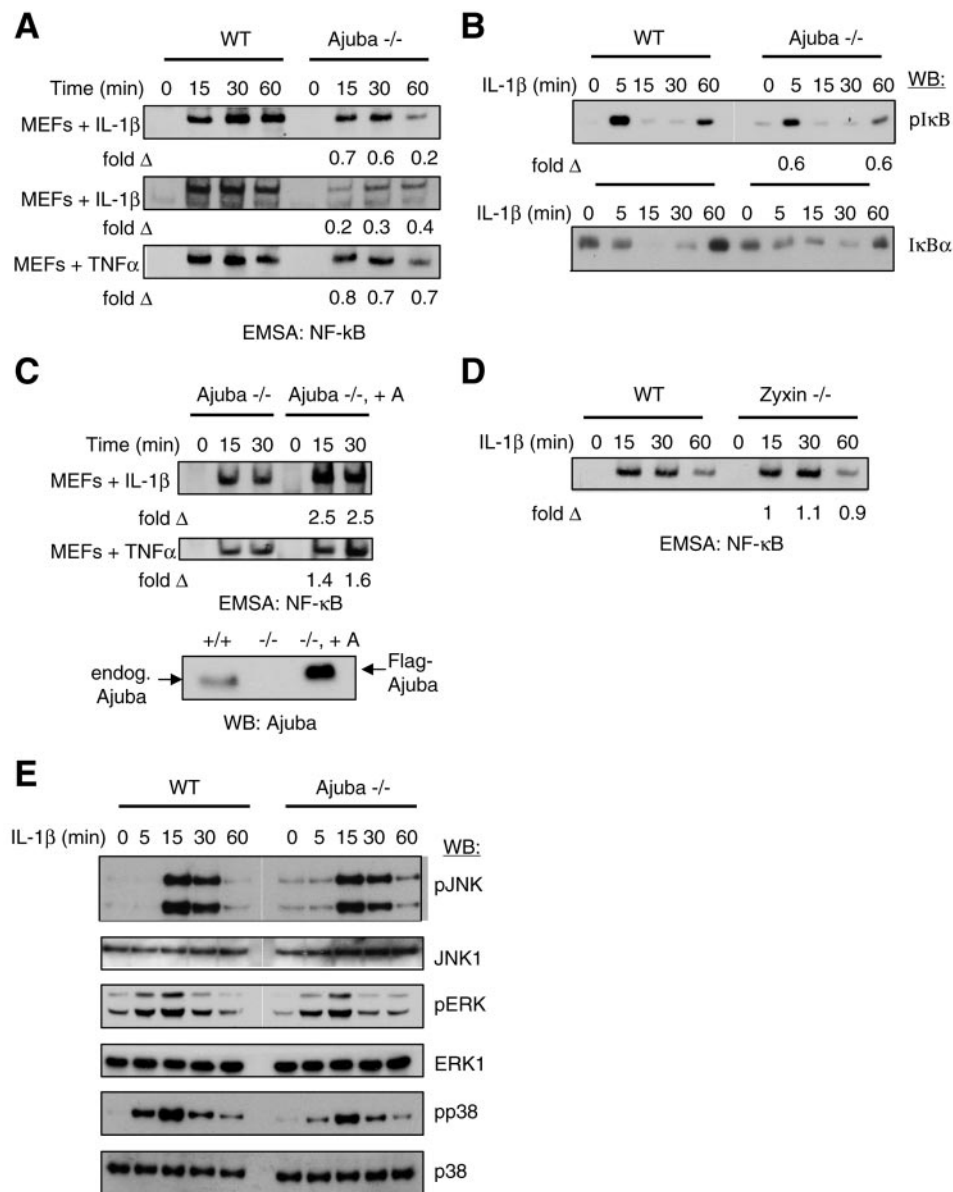 A
WT Ajuba -/-
Time (min) 0 15 30 60 0 15 30 60
MEFs + IL-1β
fold Δ 0.7 0.6 0.2
MEFs + IL-1β
fold Δ 0.2 0.3 0.4
MEFs + TNFα
fold Δ 0.8 0.7 0.7
EMSA: NF-kB
B
WT Ajuba -/-
IL-1β (min) 0 5 15 30 60 0 5 15 30 60 WB:
pIκB
fold Δ 0.6 0.6
IL-1β (min) 0 5 15 30 60 0 5 15 30 60
IκBα
C
Ajuba -/- Ajuba -/-, + A
Time (min) 0 15 30 0 15 30
MEFs + IL-1β
fold Δ 2.5 2.5
MEFs + TNFα
fold Δ 1.4 1.6
EMSA: NF-κB
+/+ -/- -/-, + A
endog.
Ajuba
Flag-
Ajuba
WB: Ajuba
D
WT Zyxin -/-
IL-1β (min) 0 15 30 60 0 15 30 60
fold Δ 1 1.1 0.9
EMSA: NF-κB
E
WT Ajuba -/-
IL-1β (min) 0 5 15 30 60 0 5 15 30 60
WB:
pJNK
JNK1
pERK
ERK1
pp38
p38